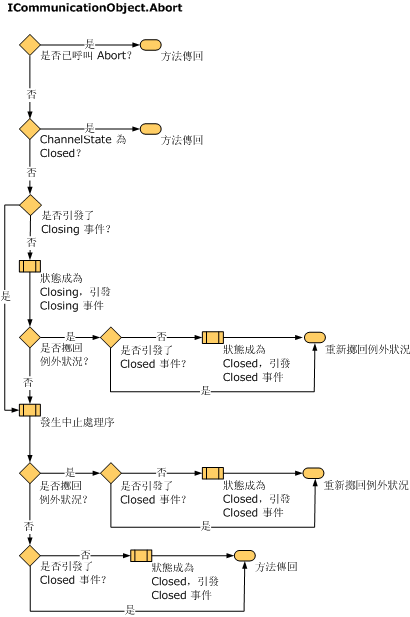 ICommunicationObject.Abort
是
是否已呼叫 Abort?
方法傳回
否
是
ChannelState 為
Closed?
方法傳回
否
是否引發了
Closing 事件?
否
是
狀態成為
Closing，引發
Closing 事件
是
否
是否擲回
例外狀況?
是否引發了
Closed 事件?
狀態成為
Closed，引發
Closed 事件
重新擲回例外狀況
否
是
發生中止處理序
是
否
是否擲回
例外狀況?
是否引發了
Closed 事件?
狀態成為
Closed，引發
Closed 事件
重新擲回例外狀況
否
是
否
是否引發了
Closed 事件?
狀態成為
Closed，引發
Closed 事件
方法傳回
是